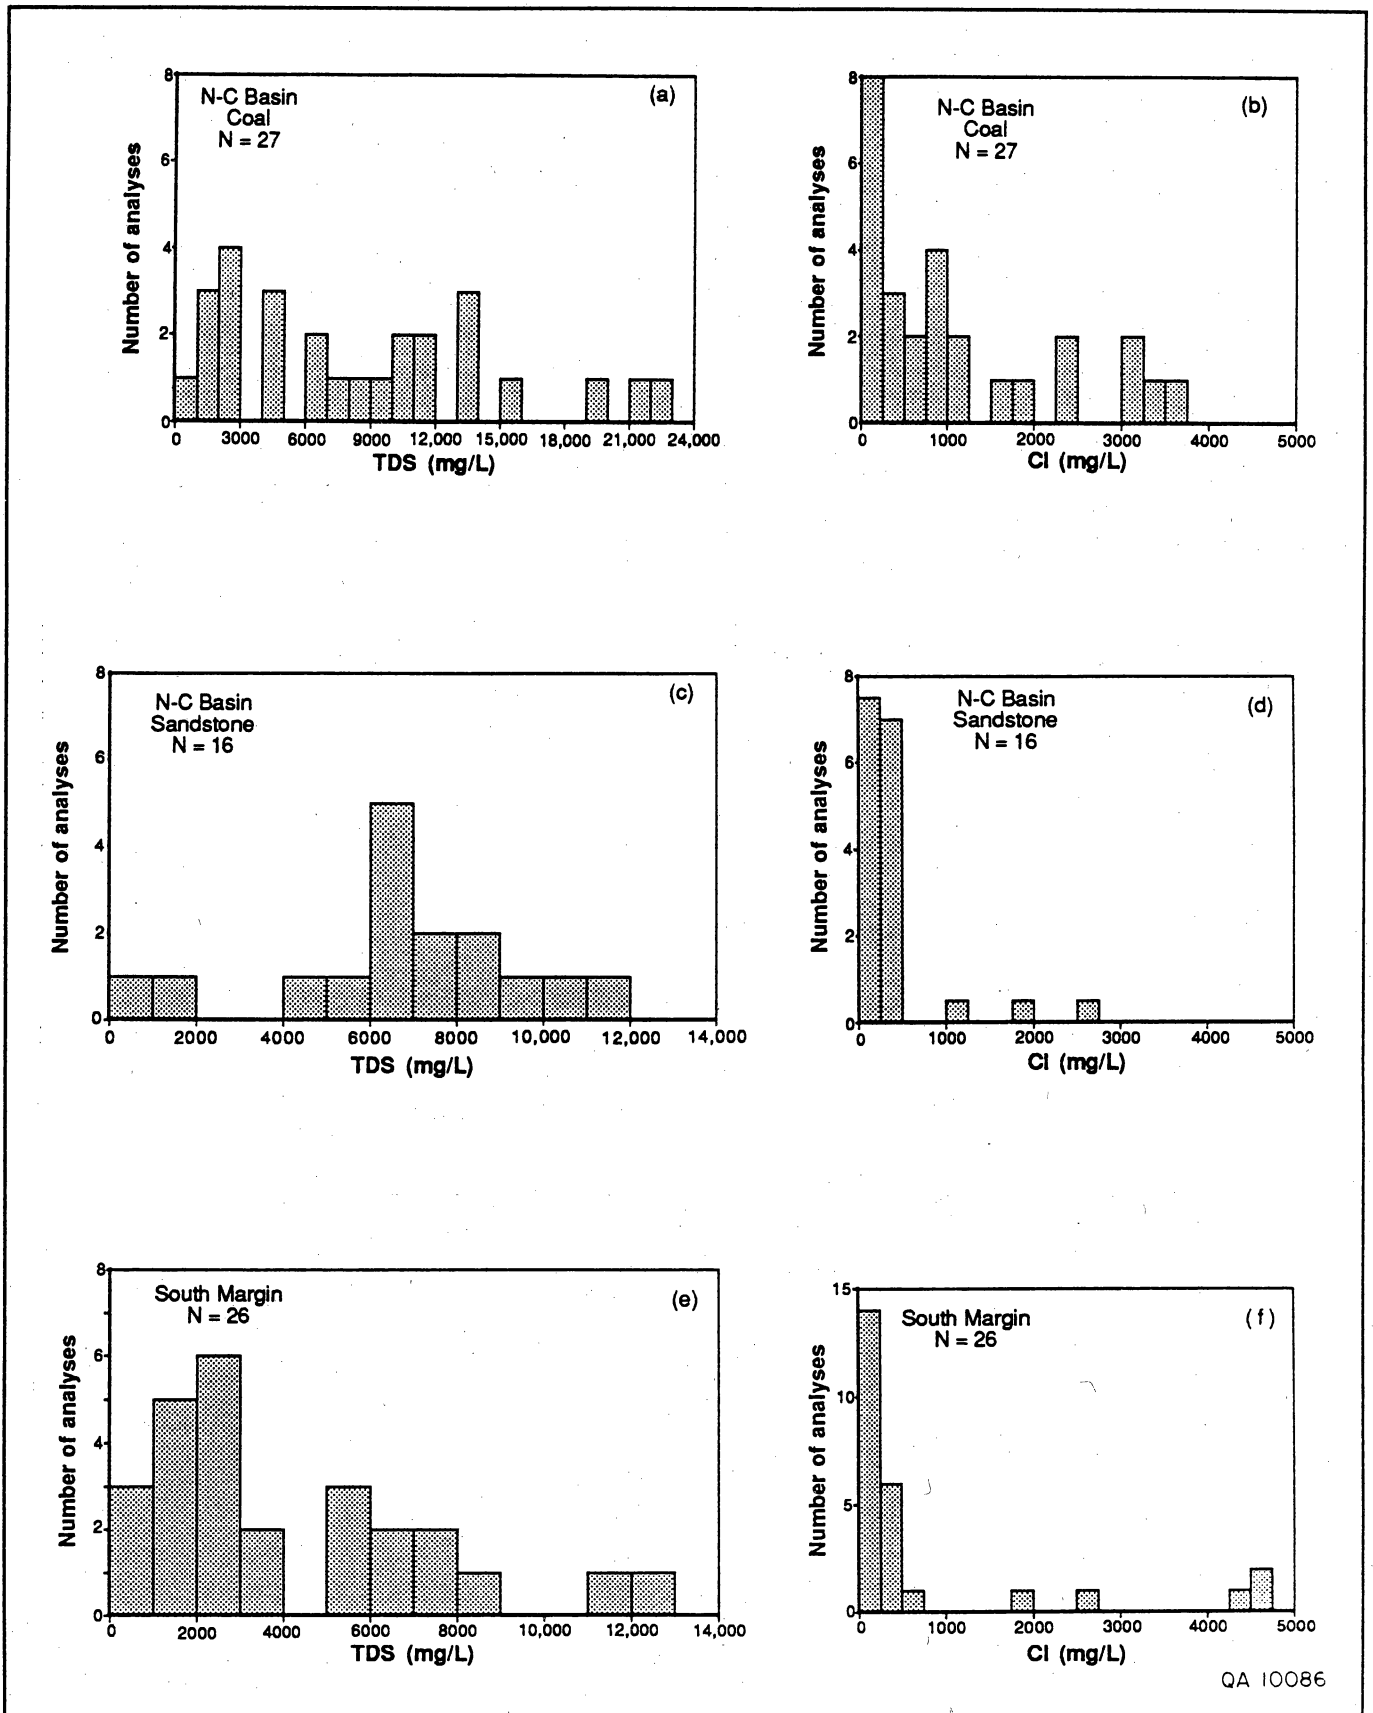 N-C Basin
Coal
N = 27
(a)
Number of analyses
8
6
4
2
0
0 3000 6000 9000 12,000 15,000 18,000 21,000 24,000
TDS (mg/L)
N-C Basin
Coal
N = 27
(b)
Number of analyses
8
6
4
2
0
0 1000 2000 3000 4000 5000
Cl (mg/L)
N-C Basin
Sandstone
N = 16
(c)
Number of analyses
8
6
4
2
0
0 2000 4000 6000 8000 10,000 12,000 14,000
TDS (mg/L)
N-C Basin
Sandstone
N = 16
(d)
Number of analyses
8
6
4
2
0
0 1000 2000 3000 4000 5000
Cl (mg/L)
South Margin
N = 26
(e)
Number of analyses
8
6
4
2
0
0 2000 4000 6000 8000 10,000 12,000 14,000
TDS (mg/L)
South Margin
N = 26
(f)
Number of analyses
15
10
5
0
0 1000 2000 3000 4000 5000
Cl (mg/L)
QA 10086